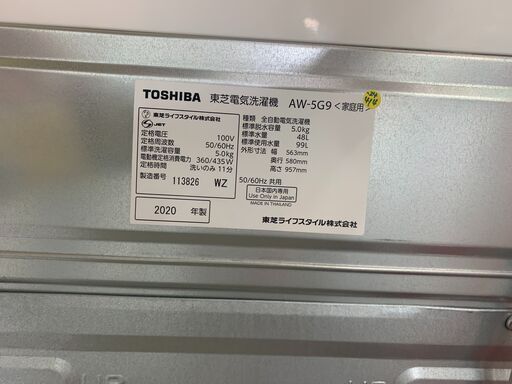 TOSHIBA 東芝電気洗濯機 AW-5G9 <家庭用>
東芝ライフスタイル株式会社
JET
定格電圧 100V
定格周波数 50/60Hz
標準洗濯容量 5.0kg
電動機定格消費電力 360/435W
定格時間 洗いのみ 11分
製造番号 113826 WZ
2020 年製
種類 全自動電気洗濯機
標準脱水容量 5.0kg
標準水量 48L
標準使用水量 99L
外形寸法 幅 563mm
奥行 580mm
高さ 957mm
50/60Hz 共用
日本国内専用
Use Only in Japan
MADE IN THAILAND
東芝ライフスタイル株式会社